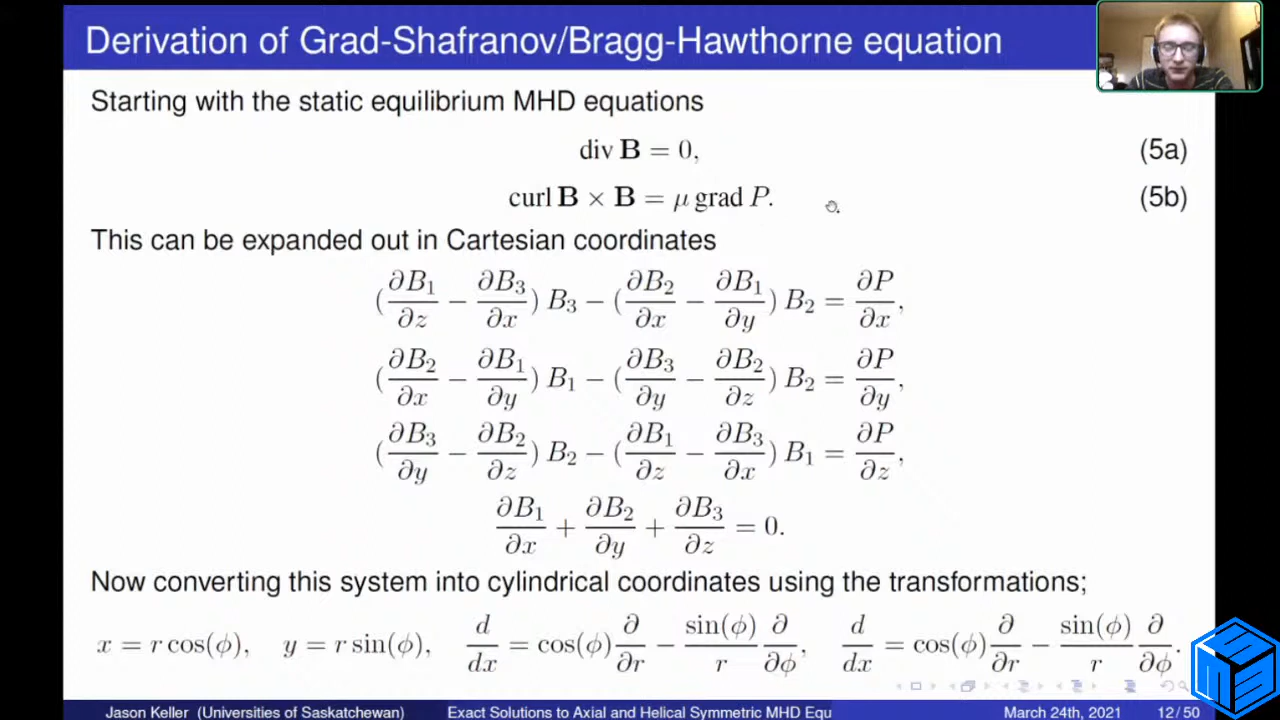 Derivation of Grad-Shafranov/Bragg-Hawthorne equation
Starting with the static equilibrium MHD equations
div B = 0, (5a)
curl B × B = μ grad P. (5b)
This can be expanded out in Cartesian coordinates
(∂B₁/∂z − ∂B₃/∂x) B₃ − (∂B₂/∂x − ∂B₁/∂y) B₂ = ∂P/∂x,
(∂B₂/∂x − ∂B₁/∂y) B₁ − (∂B₃/∂y − ∂B₂/∂z) B₂ = ∂P/∂y,
(∂B₃/∂y − ∂B₂/∂z) B₂ − (∂B₁/∂z − ∂B₃/∂x) B₁ = ∂P/∂z,
∂B₁/∂x + ∂B₂/∂y + ∂B₃/∂z = 0.
Now converting this system into cylindrical coordinates using the transformations;
x = r cos(ϕ), y = r sin(ϕ), d/dx = cos(ϕ) ∂/∂r − sin(ϕ)/r ∂/∂ϕ, d/dx = cos(ϕ) ∂/∂r − sin(ϕ)/r ∂/∂ϕ.
Jason Keller (Universities of Saskatchewan) Exact Solutions to Axial and Helical Symmetric MHD Equ March 24th, 2021 12/50